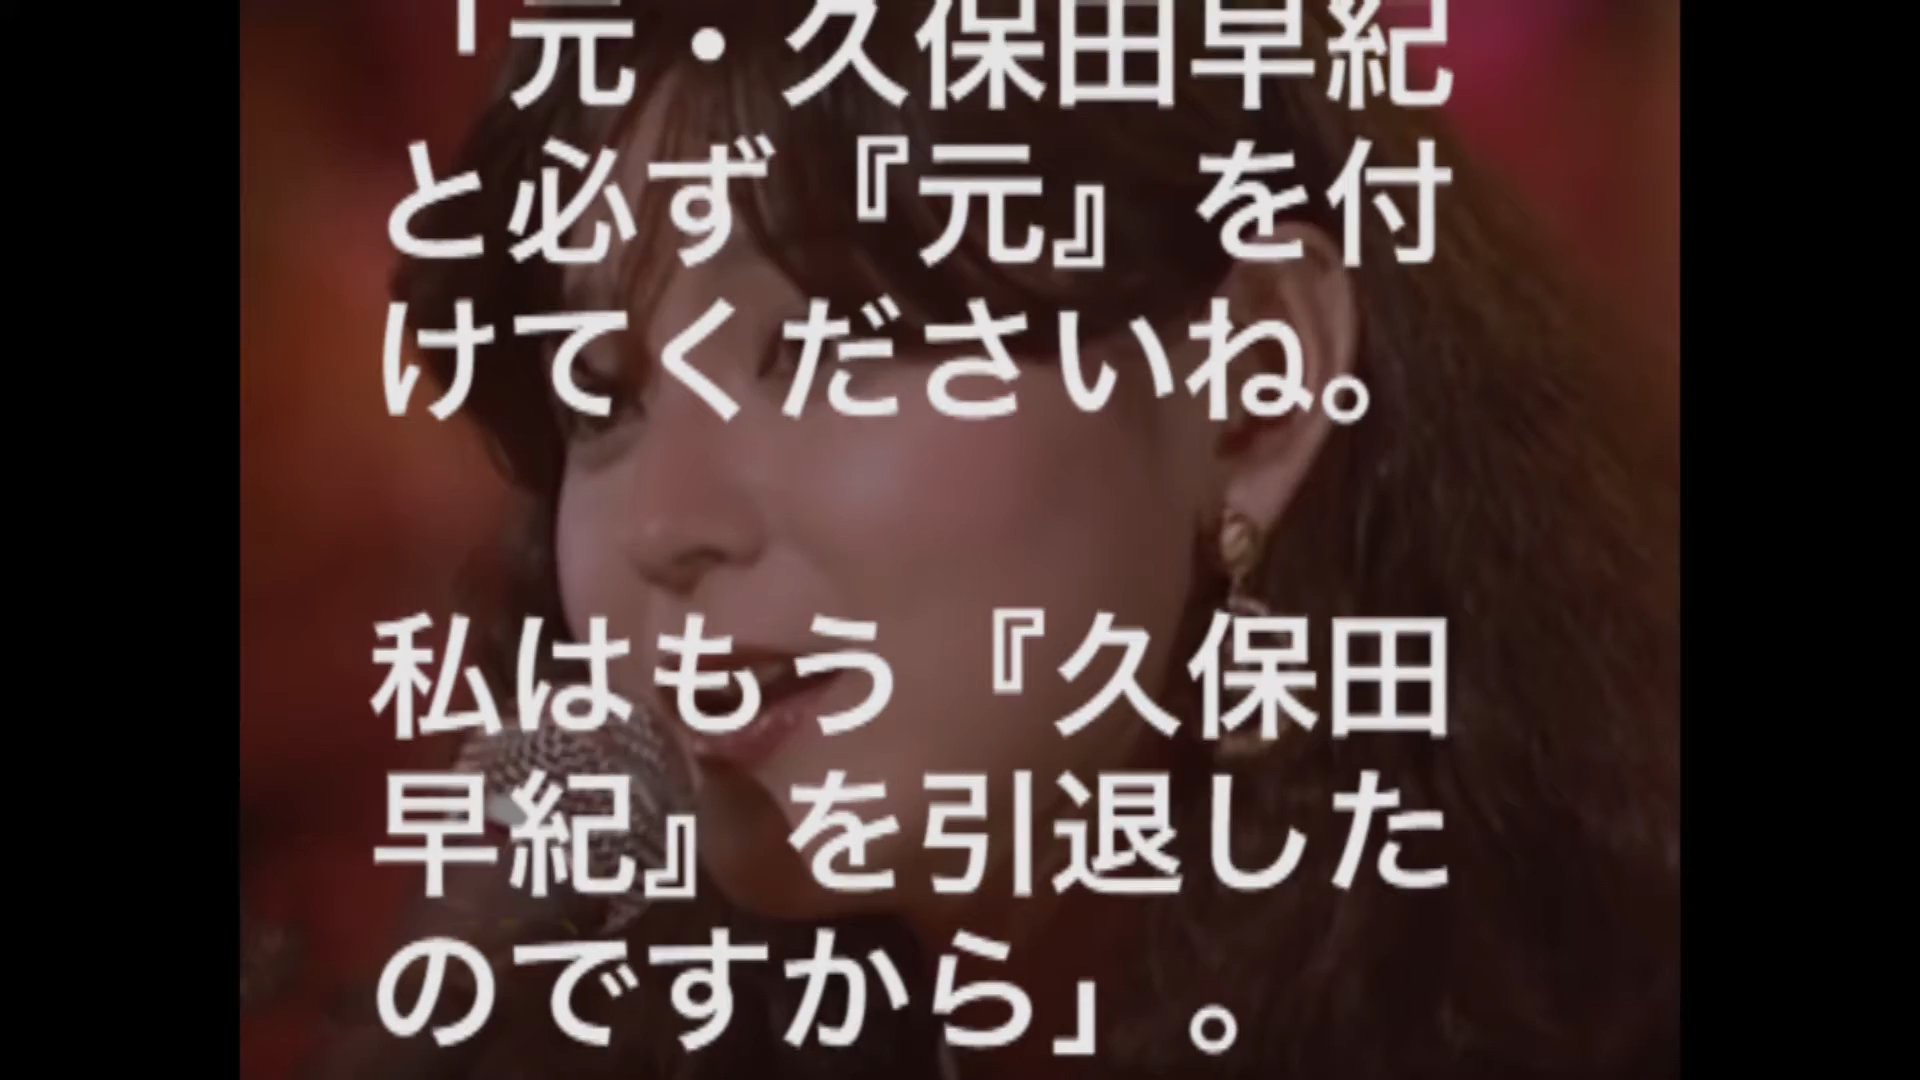 「元・久保田早紀
と必ず『元』を付
けてくださいね。
私はもう『久保田
早紀』を引退した
のですから」。